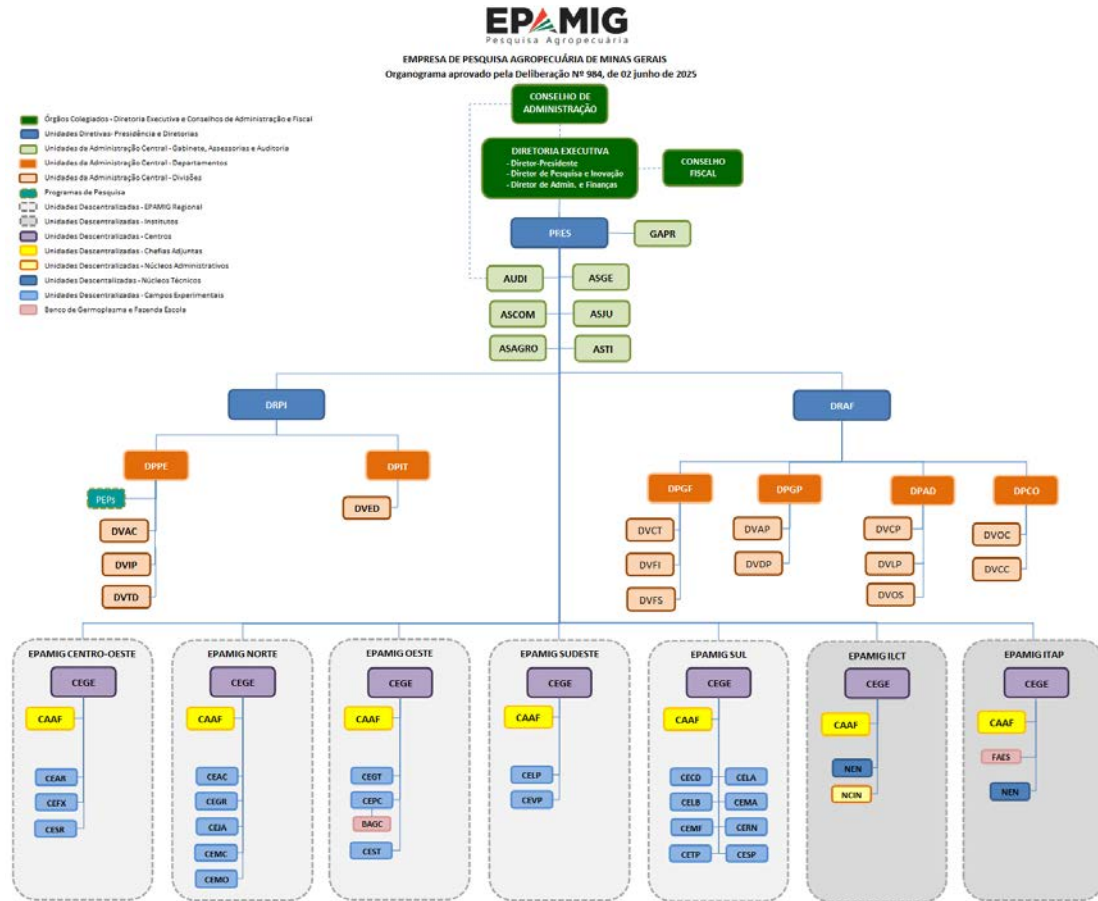 EPAMIG
Pesquisa Agropecuária
EMPRESA DE PESQUISA AGROPECUÁRIA DE MINAS GERAIS
Organograma aprovado pela Deliberação Nº 984, de 02 junho de 2025
Órgãos Colegiados - Diretoria Executiva e Conselhos de Administração e Fiscal
Unidades Diretivas- Presidência e Diretorias
Unidades da Administração Central - Gabinete, Assessorias e Auditoria
Unidades da Administração Central - Departamentos
Unidades da Administração Central - Divisões
Programas de Pesquisa
Unidades Descentralizadas - EPAMIG Regional
Unidades Descentralizadas - Institutos
Unidades Descentralizadas - Centros
Unidades Descentralizadas - Chefias Adjuntas
Unidades Descentralizadas - Núcleos Administrativos
Unidades Descentalizadas - Núcleos Técnicos
Unidades Descentralizadas - Campos Experimentais
Banco de Germoplasma e Fazenda Escola
CONSELHO DE
ADMINISTRAÇÃO
DIRETORIA EXECUTIVA
- Diretor-Presidente
- Diretor de Pesquisa e Inovação
- Diretor de Admin. e Finanças
CONSELHO
FISCAL
PRES
GAPR
AUDI
ASGE
ASCOM
ASJU
ASAGRO
ASTI
DRPI
DRAF
DPPE
DPIT
PEPs
DVAC
DVIP
DVTD
DVED
DPGF
DPGP
DPAD
DPCO
DVCT
DVAP
DVCP
DVOC
DVFI
DVDP
DVLP
DVCC
DVFS
DVOS
EPAMIG CENTRO-OESTE
CEGE
CAAF
CEAR
CEFX
CESR
EPAMIG NORTE
CEGE
CAAF
CEAC
CEGR
CEJA
CEMC
CEMO
EPAMIG OESTE
CEGE
CAAF
CEGT
CEPC
BAGC
CEST
EPAMIG SUDESTE
CEGE
CAAF
CELP
CEVP
EPAMIG SUL
CEGE
CAAF
CECD
CELA
CELB
CEMA
CEMF
CERN
CETP
CESP
EPAMIG ILCT
CEGE
CAAF
NEN
NCIN
EPAMIG ITAP
CEGE
CAAF
FAES
NEN